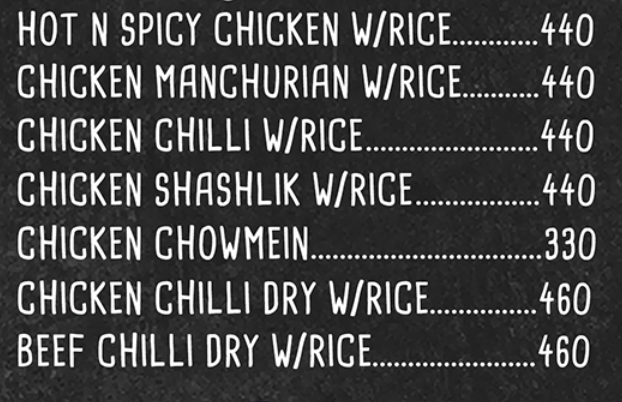 HOT N SPICY CHICKEN W/RICE.............440
CHICKEN MANCHURIAN W/RICE...........440
CHICKEN CHILLI W/RICE.........................440
CHICKEN SHASHLIK W/RICE..................440
CHICKEN CHOWMEIN.................................330
CHICKEN CHILLI DRY W/RICE................460
BEEF CHILLI DRY W/RICE.......................460